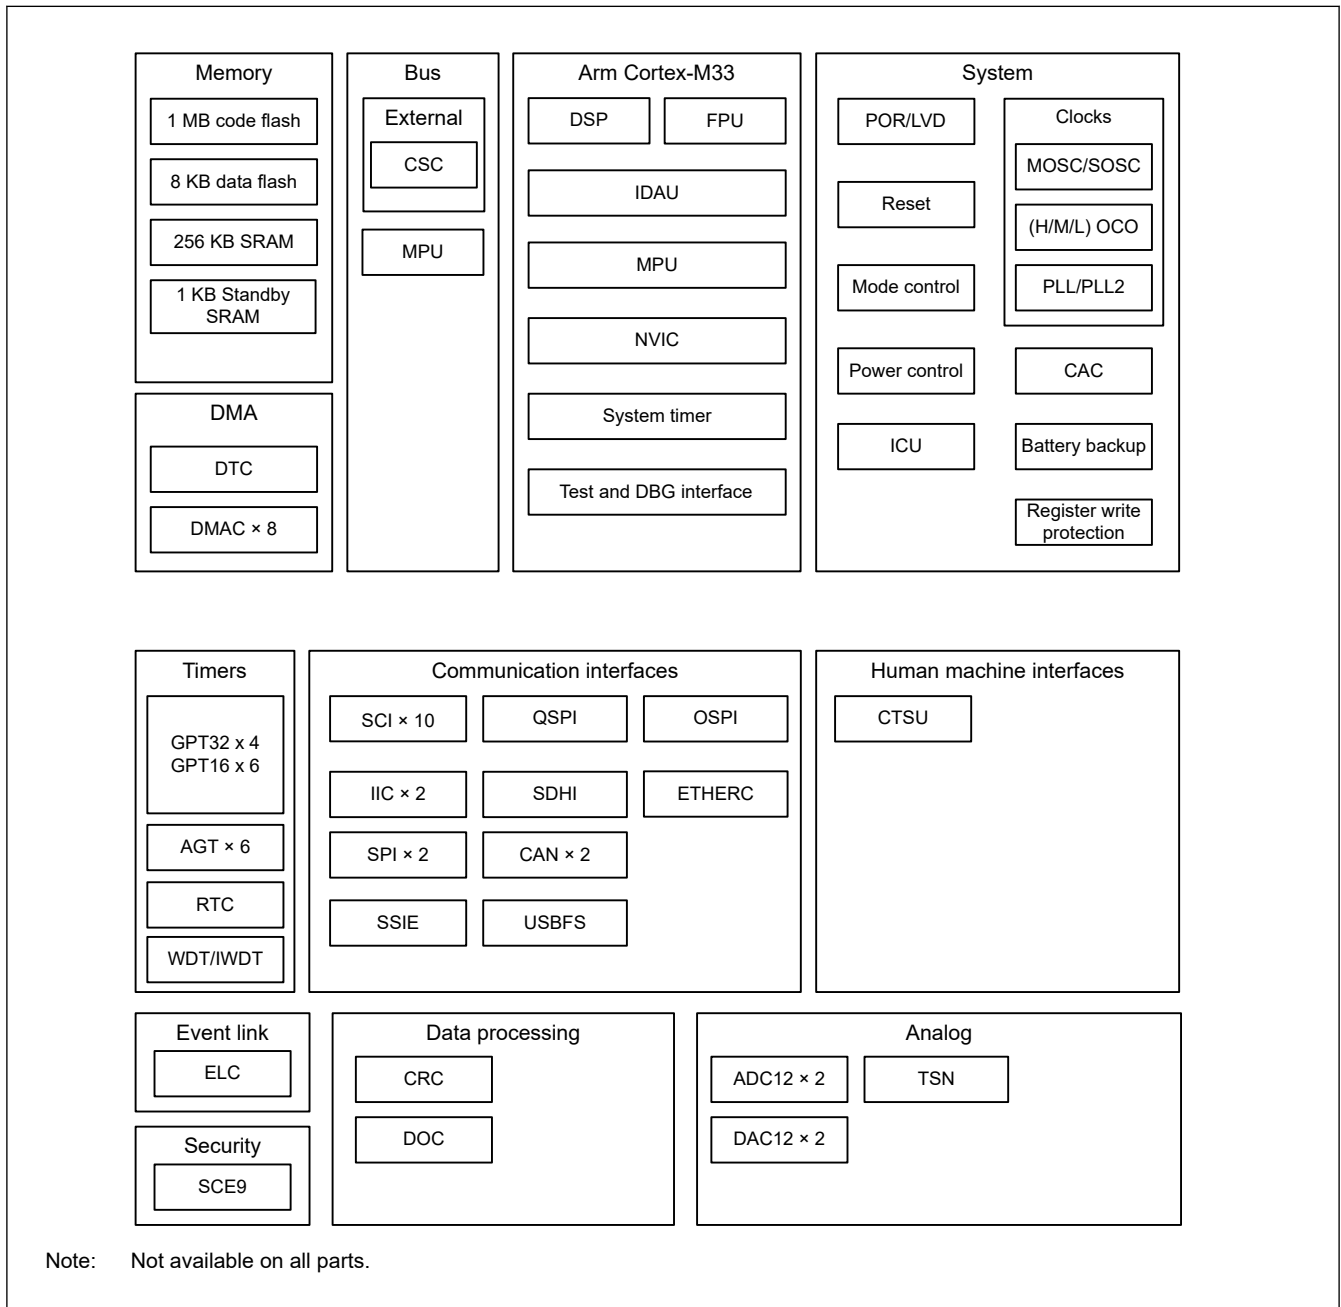 Memory
1 MB code flash
8 KB data flash
256 KB SRAM
1 KB Standby
SRAM
DMA
DTC
DMAC × 8
Bus
External
CSC
MPU
Arm Cortex-M33
DSP
FPU
IDAU
MPU
NVIC
System timer
Test and DBG interface
System
POR/LVD
Reset
Mode control
Power control
ICU
Clocks
MOSC/SOSC
(H/M/L) OCO
PLL/PLL2
CAC
Battery backup
Register write
protection
Timers
GPT32 x 4
GPT16 x 6
AGT × 6
RTC
WDT/IWDT
Communication interfaces
SCI × 10
QSPI
OSPI
IIC × 2
SDHI
ETHERC
SPI × 2
CAN × 2
SSIE
USBFS
Human machine interfaces
CTSU
Event link
ELC
Security
SCE9
Data processing
CRC
DOC
Analog
ADC12 × 2
TSN
DAC12 × 2
Note: Not available on all parts.